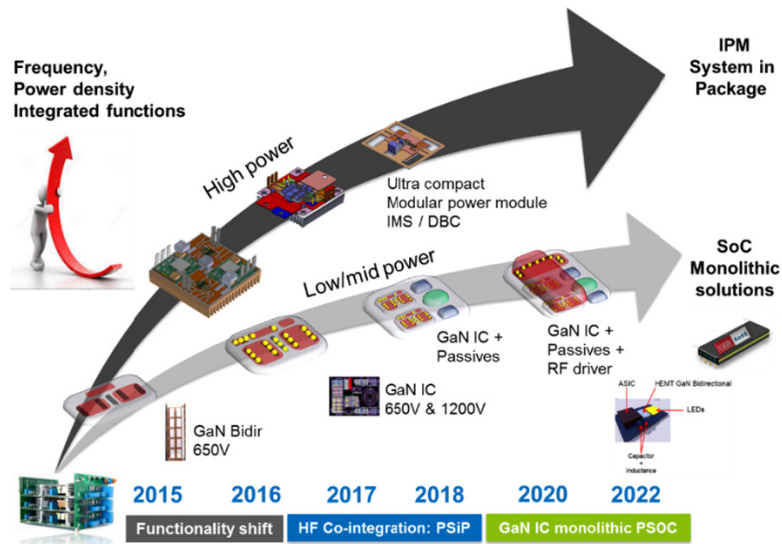 IPM
System in
Package
Frequency,
Power density
Integrated functions
High power
Ultra compact
Modular power module
IMS / DBC
SoC
Monolithic
solutions
Low/mid power
GaN IC +
Passives
GaN IC +
Passives +
RF driver
GaN IC
650V & 1200V
GaN Bidir
650V
ASIC
HEMT GaN Bidirectional
LEDs
Capacitor
+
Inductance
2015
2016
2017
2018
2020
2022
Functionality shift
HF Co-integration: PSiP
GaN IC monolithic PSOC